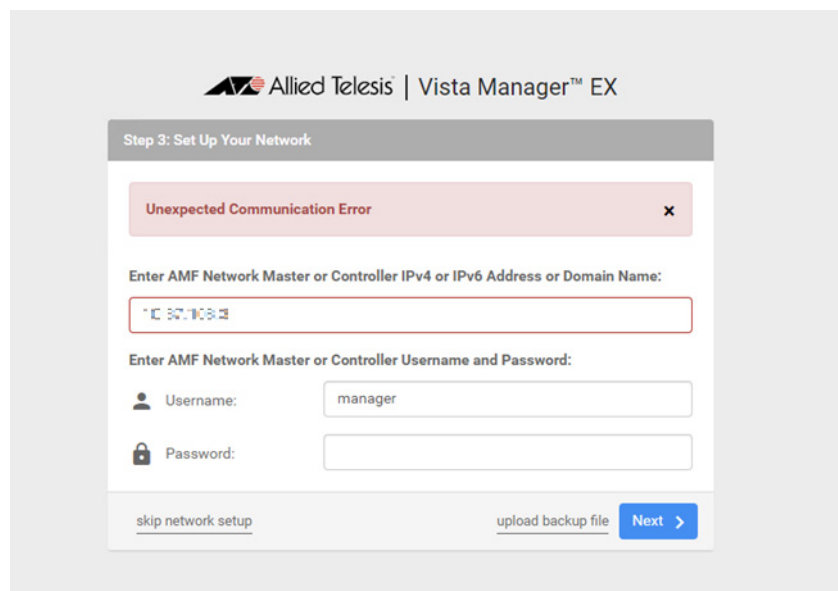 Allied Telesis | Vista Manager™ EX
Step 3: Set Up Your Network
Unexpected Communication Error
Enter AMF Network Master or Controller IPv4 or IPv6 Address or Domain Name:
Enter AMF Network Master or Controller Username and Password:
Username: manager
Password:
skip network setup upload backup file Next